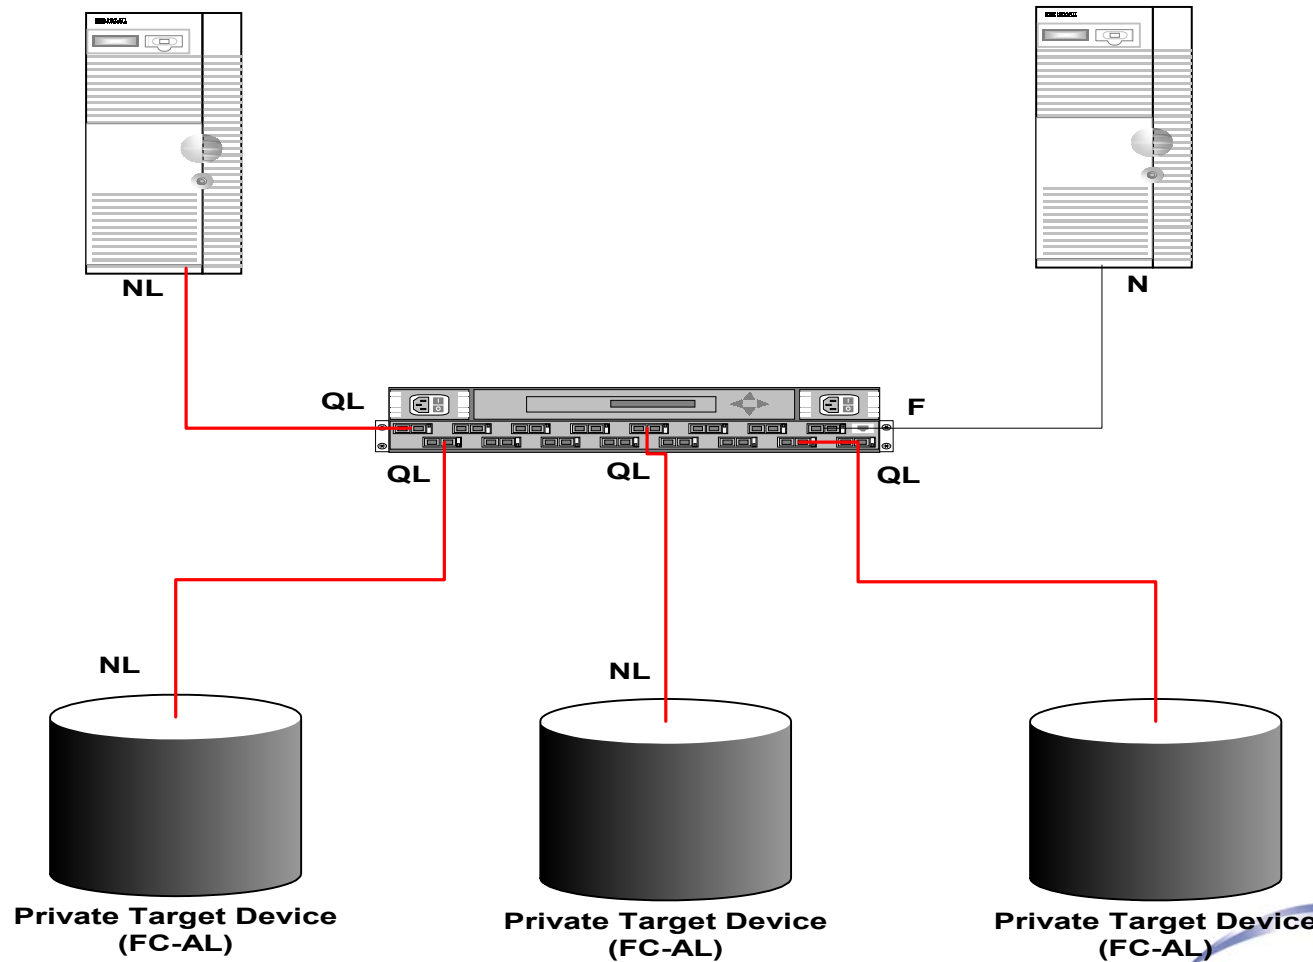 NL
N
QL
F
QL
QL
QL
NL
NL
Private Target Device
(FC-AL)
Private Target Device
(FC-AL)
Private Target Device
(FC-AL)